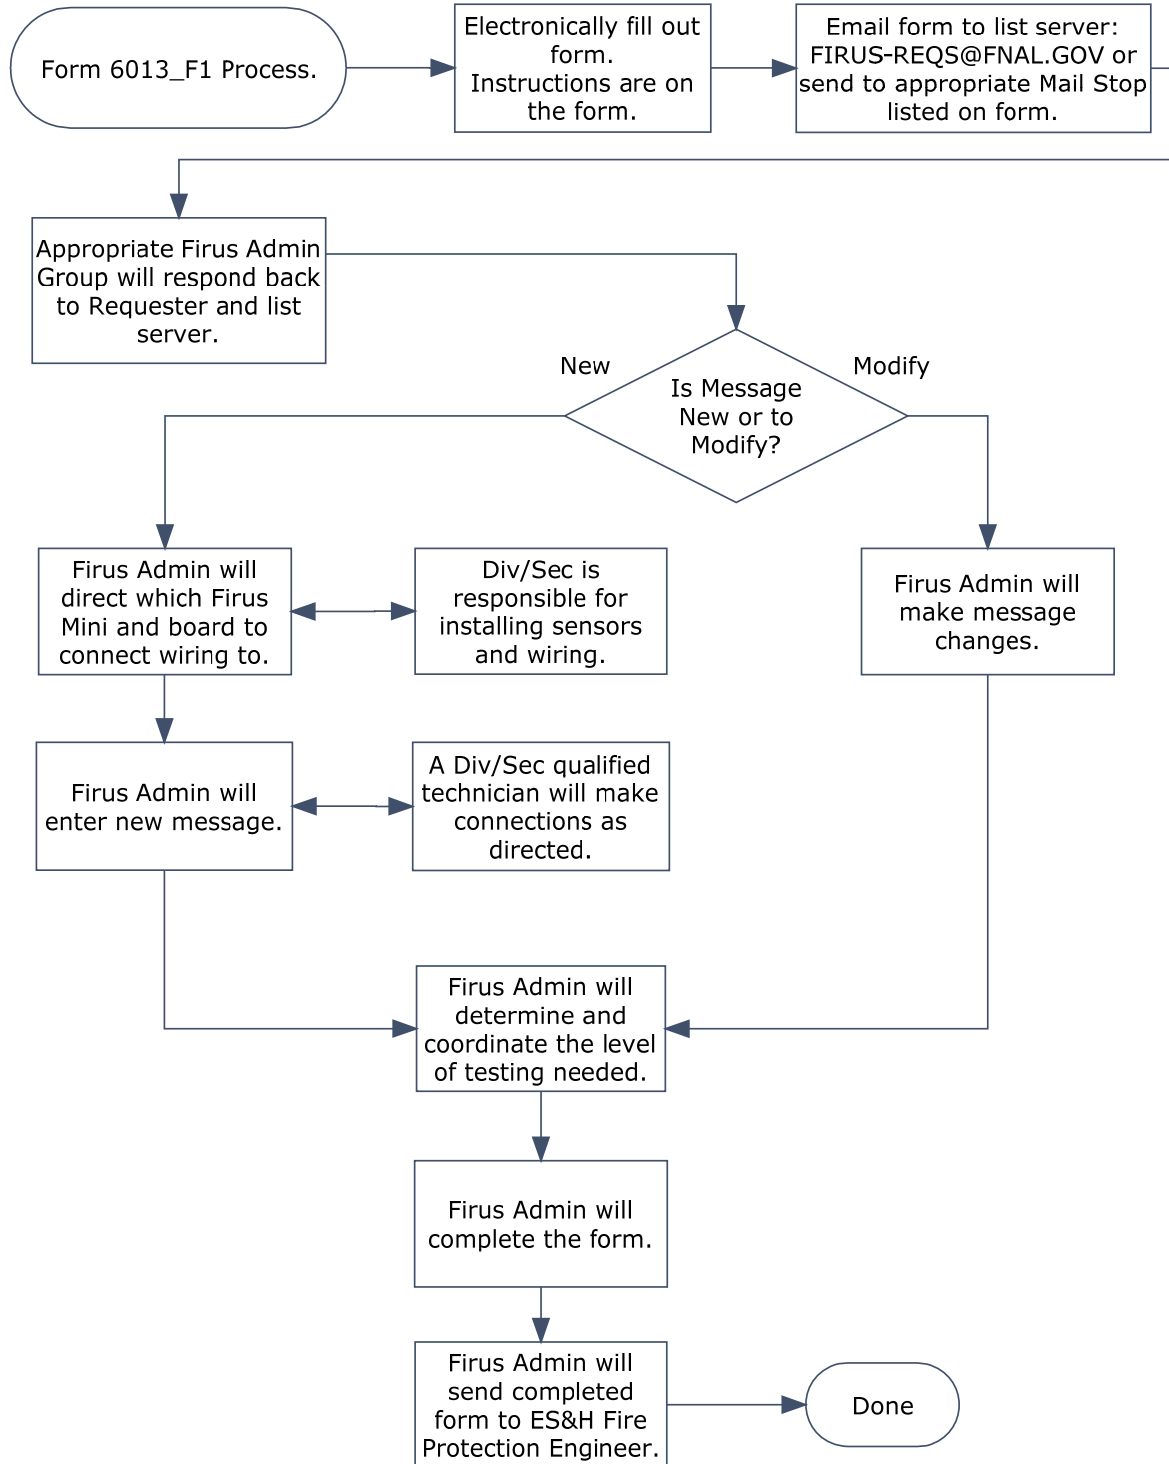 Form 6013_F1 Process.
Electronically fill out
form.
Instructions are on
the form.
Email form to list server:
FIRUS-REQS@FNAL.GOV or
send to appropriate Mail Stop
listed on form.
Appropriate Firus Admin
Group will respond back
to Requester and list
server.
New
Modify
Is Message
New or to
Modify?
Firus Admin will
direct which Firus
Mini and board to
connect wiring to.
Div/Sec is
responsible for
installing sensors
and wiring.
Firus Admin will
make message
changes.
Firus Admin will
enter new message.
A Div/Sec qualified
technician will make
connections as
directed.
Firus Admin will
determine and
coordinate the level
of testing needed.
Firus Admin will
complete the form.
Firus Admin will
send completed
form to ES&H Fire
Protection Engineer.
Done